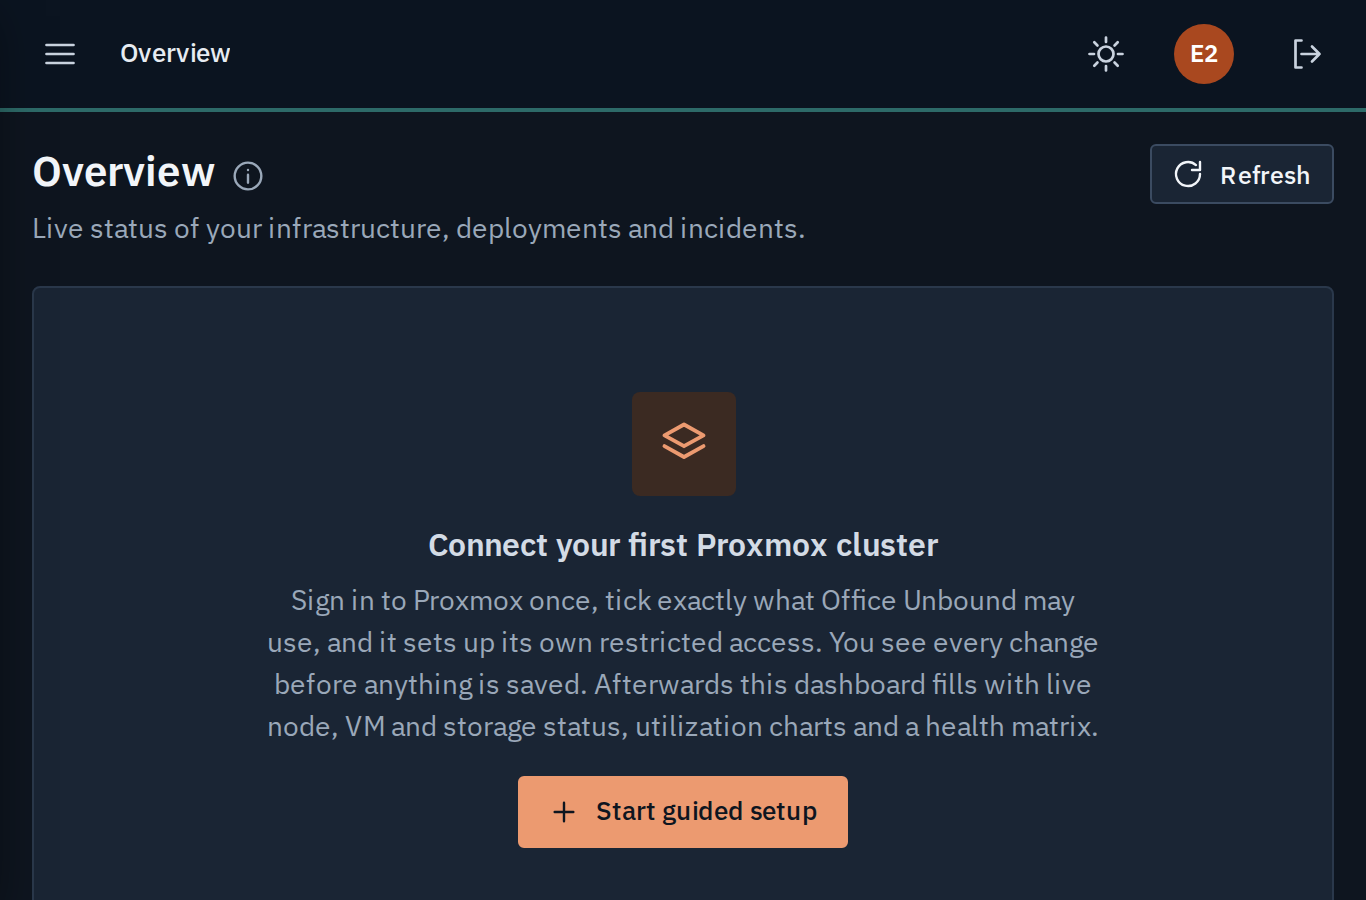 Overview
E2
Overview
Refresh
Live status of your infrastructure, deployments and incidents.
Connect your first Proxmox cluster
Sign in to Proxmox once, tick exactly what Office Unbound may
use, and it sets up its own restricted access. You see every change
before anything is saved. Afterwards this dashboard fills with live
node, VM and storage status, utilization charts and a health matrix.
Start guided setup